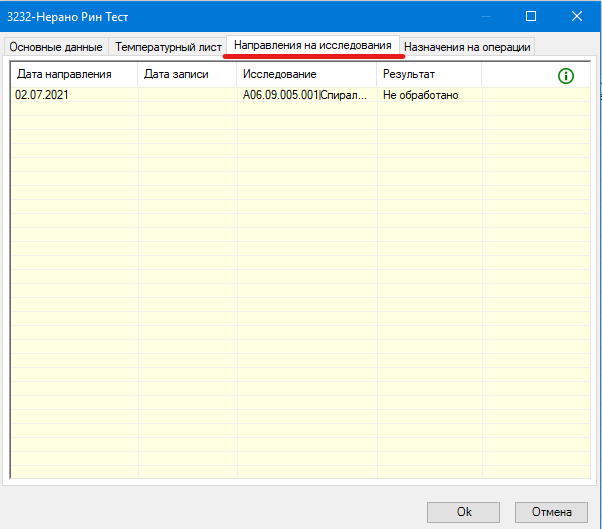 3232-Нерано Рин Тест
Основные данные Температурный лист Направления на исследования Назначения на операции
Дата направления Дата записи Исследование Результат
02.07.2021 A06.09.005.001|Спирал... Не обработано
Ok Отмена